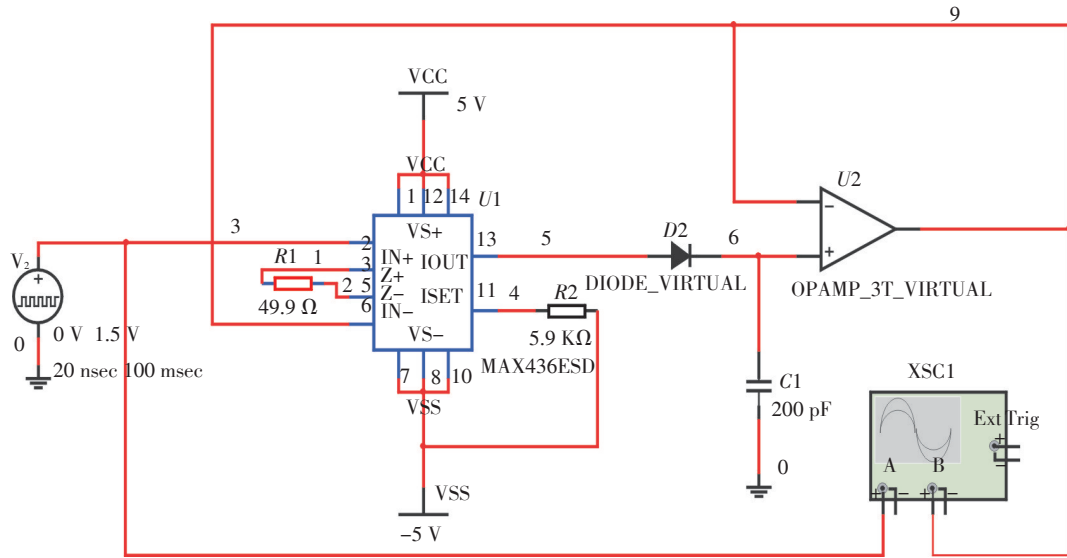 9
VCC
5 V
VCC
1 12 14 U1
VS+
3
2 IN+ IOUT 13
R1 1 3 Z+
2 5 Z−
49.9 Ω
6 IN−
ISET 11
VS−
MAX436ESD
7 8 10
VSS
VSS
−5 V
V₂
+
0 V 1.5 V
0
20 nsec 100 msec
5
D2
6
DIODE_VIRTUAL
4 R2
5.9 KΩ
U2
−
+
OPAMP_3T_VIRTUAL
C1
200 pF
0
XSC1
Ext Trig
+
−
A B
+ − + −